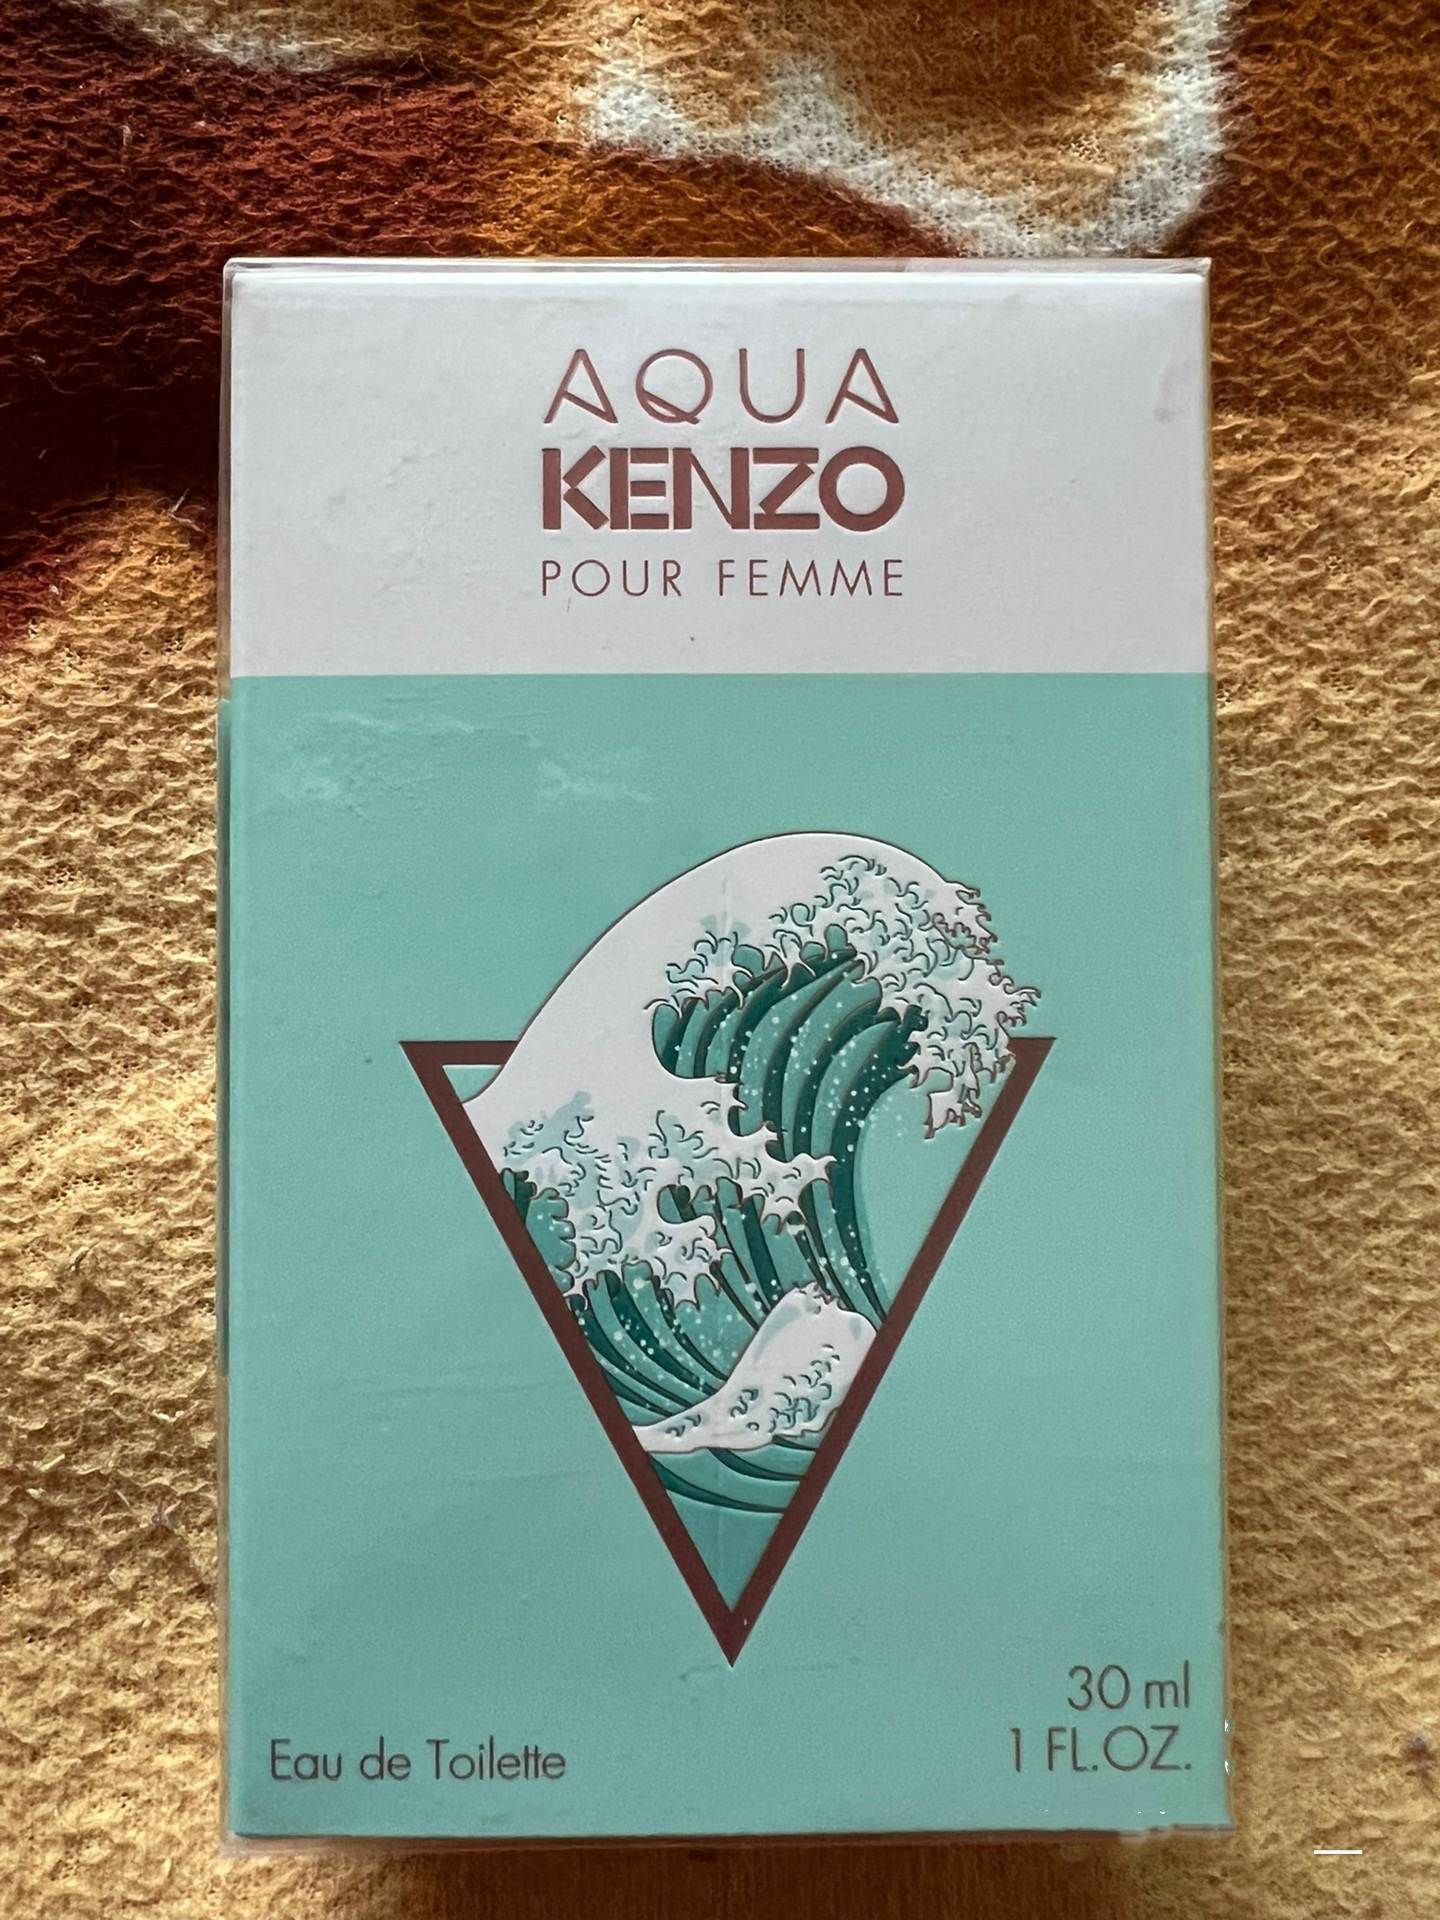 AQUA
KENZO
POUR FEMME
Eau de Toilette
30 ml
1 FL.OZ.